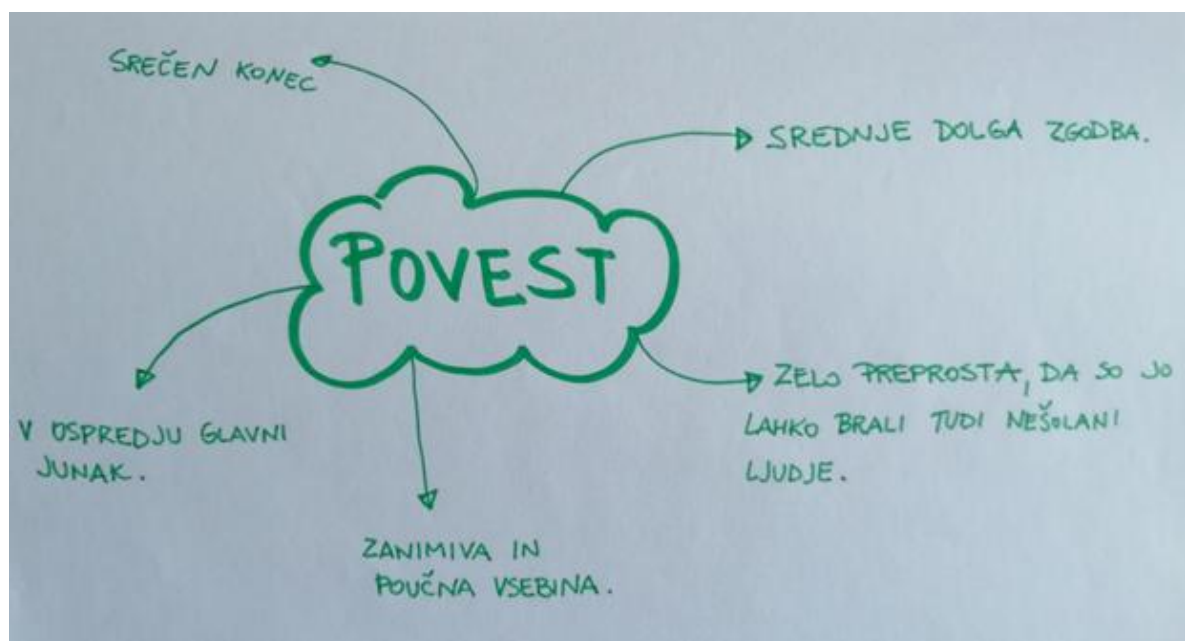 SREČEN KONEC
SREDNJE DOLGA ZGODBA.
POVEST
ZELO PREPROSTA, DA SO JO
LAHKO BRALI TUDI NEŠOLANI
LJUDJE.
V OSPREDJU GLAVNI
JUNAK.
ZANIMIVA IN
POUČNA VSEBINA.